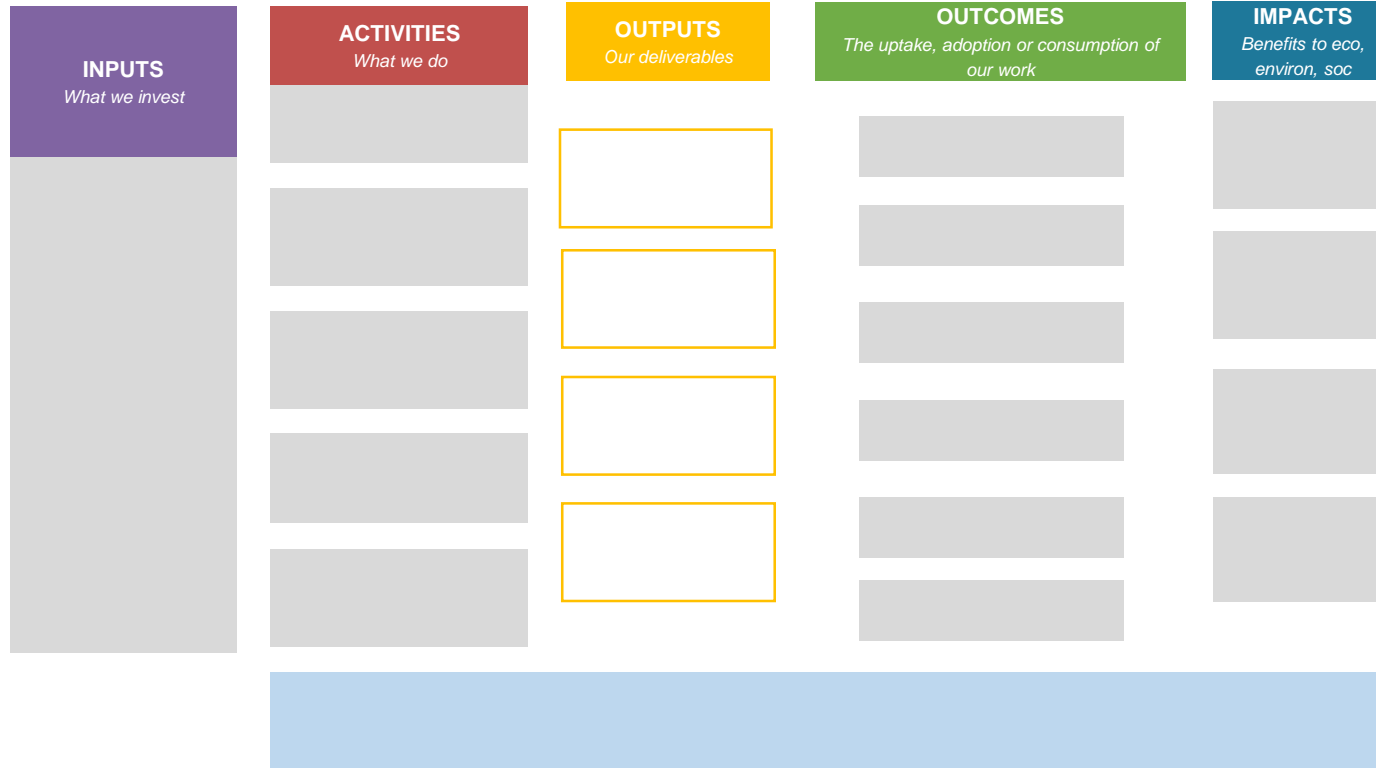 INPUTS
What we invest
ACTIVITIES
What we do
OUTPUTS
Our deliverables
OUTCOMES
The uptake, adoption or consumption of
our work
IMPACTS
Benefits to eco,
environ, soc